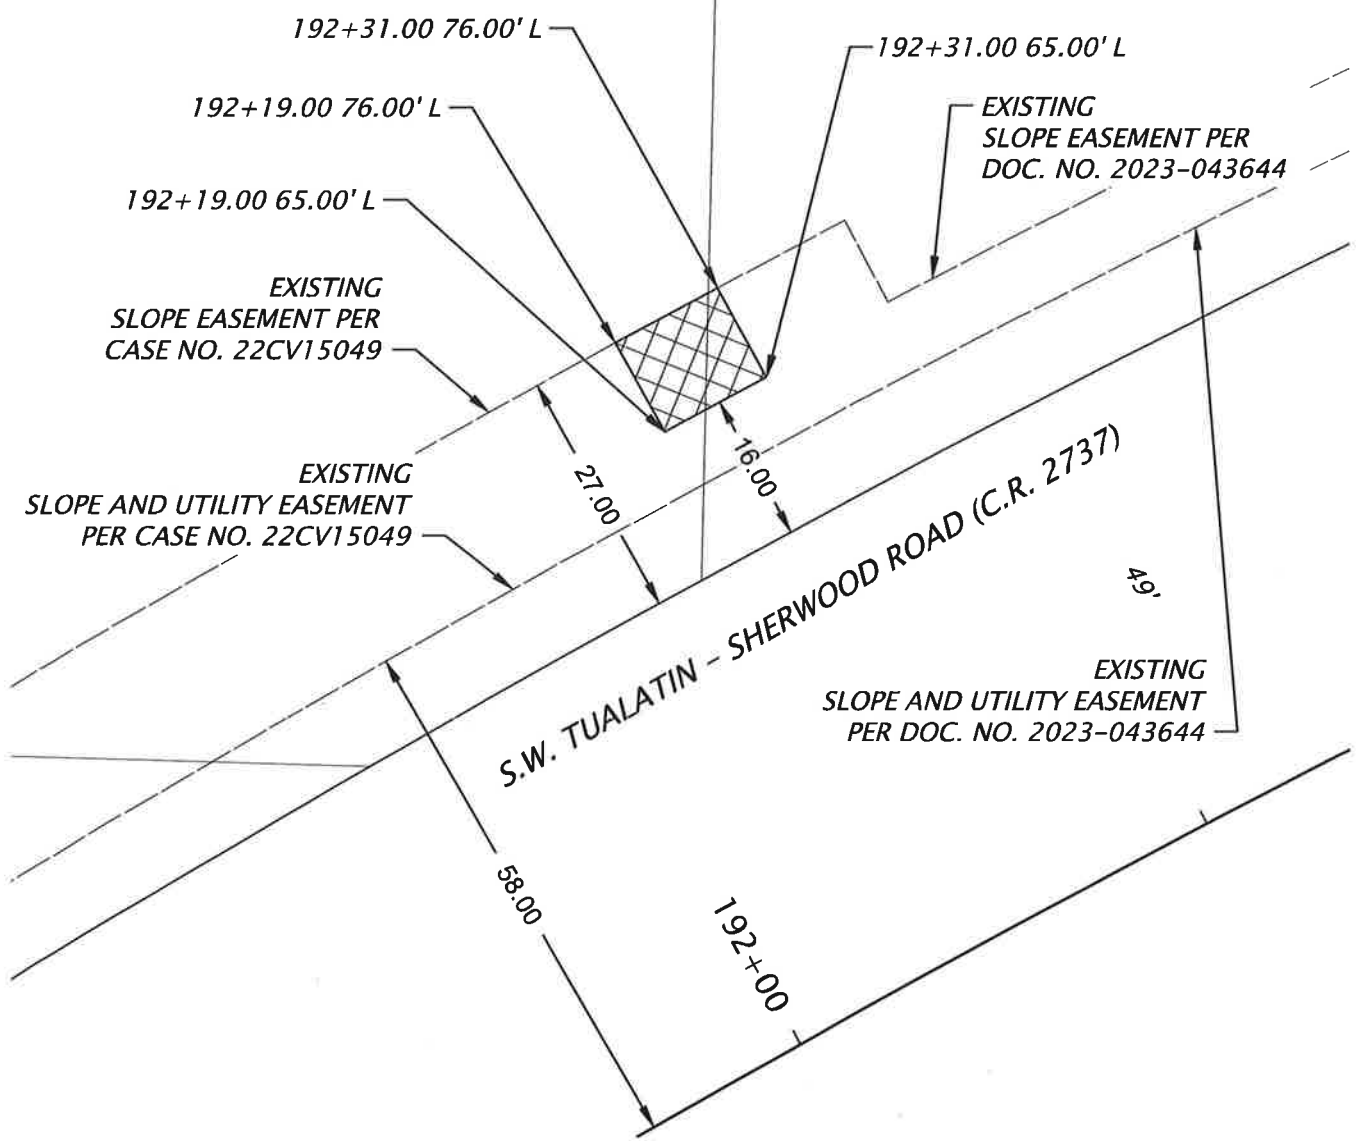 192+31.00 76.00' L
192+31.00 65.00' L
192+19.00 76.00' L
EXISTING
SLOPE EASEMENT PER
DOC. NO. 2023-043644
192+19.00 65.00' L
EXISTING
SLOPE EASEMENT PER
CASE NO. 22CV15049
EXISTING
SLOPE AND UTILITY EASEMENT
PER CASE NO. 22CV15049
27.00
16.00
S.W. TUALATIN - SHERWOOD ROAD (C.R. 2737)
49'
EXISTING
SLOPE AND UTILITY EASEMENT
PER DOC. NO. 2023-043644
58.00
192+00